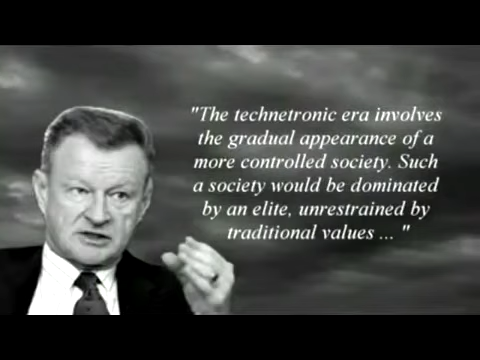 "The technetronic era involves
the gradual appearance of a
more controlled society. Such
a society would be dominated
by an elite, unrestrained by
traditional values ... "